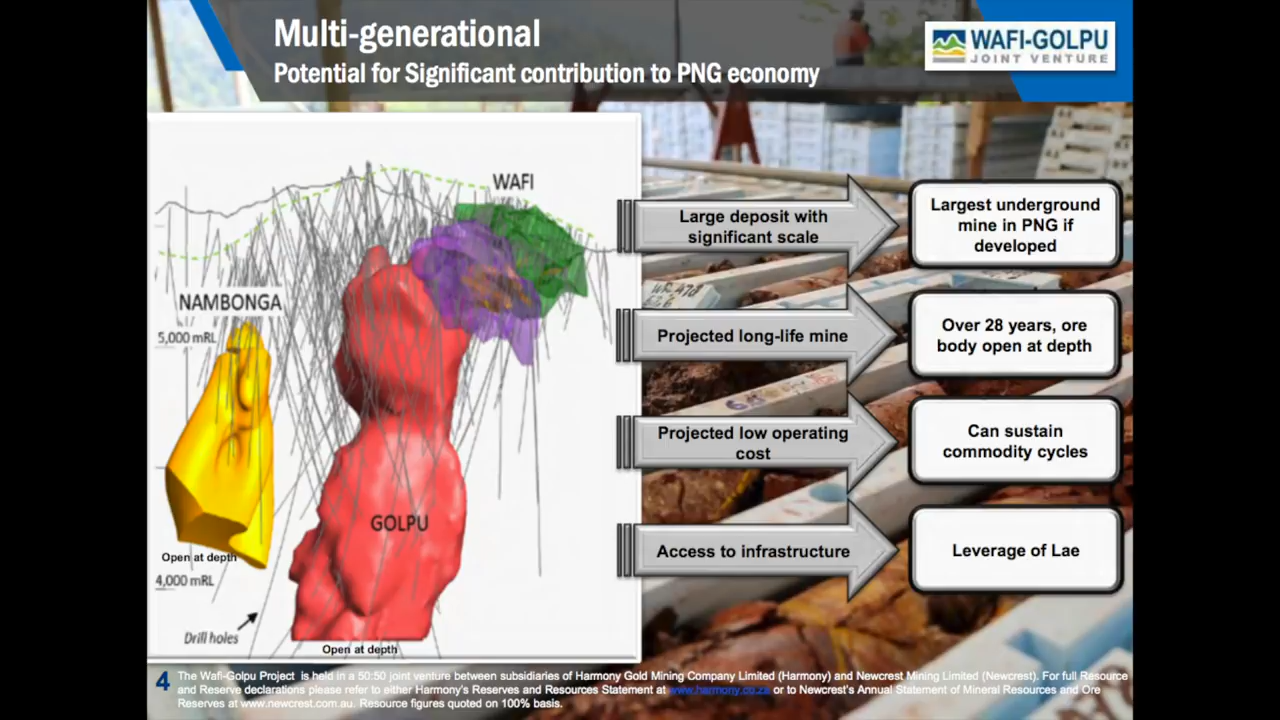 Multi-generational
Potential for Significant contribution to PNG economy
WAFI-GOLPU
JOINT VENTURE
WAFI
NAMBONGA
5,000 mRL
GOLPU
Open at depth
4,000 mRL
Drill holes
Open at depth
Large deposit with
significant scale
Largest underground
mine in PNG if
developed
Projected long-life mine
Over 28 years, ore
body open at depth
Projected low operating
cost
Can sustain
commodity cycles
Access to infrastructure
Leverage of Lae
4
The Wafi-Golpu Project is held in a 50:50 joint venture between subsidiaries of Harmony Gold Mining Company Limited (Harmony) and Newcrest Mining Limited (Newcrest). For full Resource
and Reserve declarations please refer to either Harmony's Reserves and Resources Statement at www.harmony.co.za or to Newcrest's Annual Statement of Mineral Resources and Ore
Reserves at www.newcrest.com.au. Resource figures quoted on 100% basis.